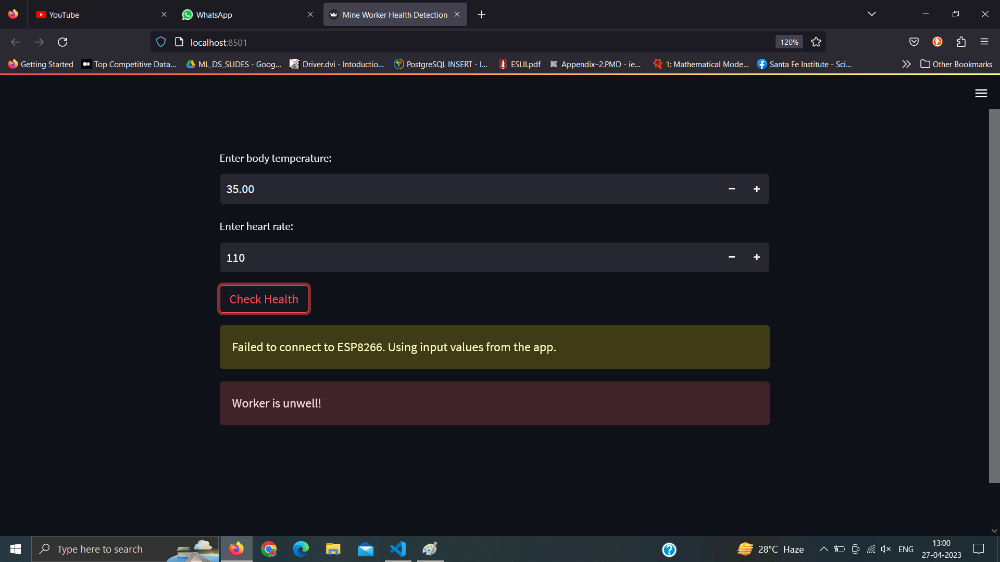 YouTube
WhatsApp
Mine Worker Health Detection
localhost:8501
120%
Getting Started
Top Competitive Data...
ML_DS_SLIDES - Goog...
Driver.dvi - Intoductio...
PostgreSQL INSERT - I...
ESLII.pdf
Appendix–2.PMD - ie...
1: Mathematical Mode...
Santa Fe Institute - Sci...
Other Bookmarks
Enter body temperature:
35.00
Enter heart rate:
110
Check Health
Failed to connect to ESP8266. Using input values from the app.
Worker is unwell!
Type here to search
28°C Haze
ENG
13:00
27-04-2023